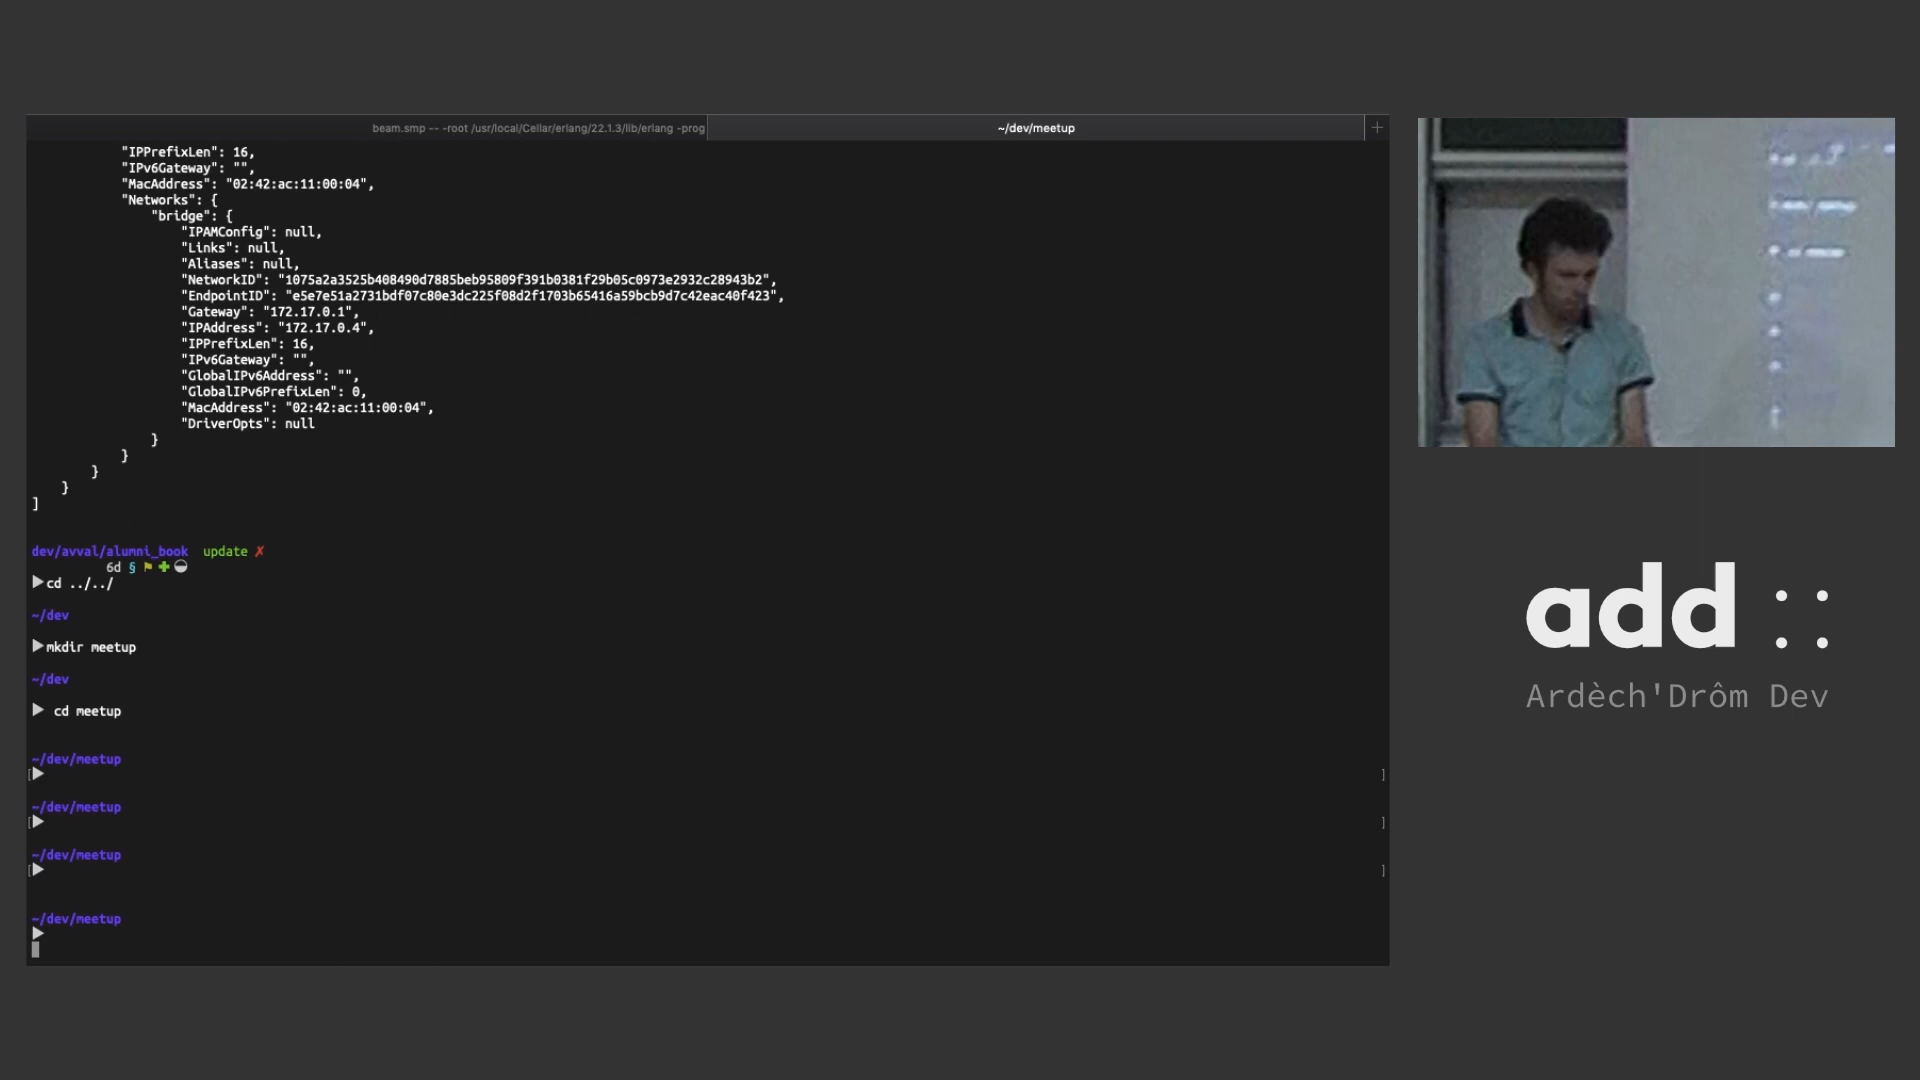 beam.smp -- -root /usr/local/Cellar/erlang/22.1.3/lib/erlang -prog
~/dev/meetup
"IPPrefixLen": 16,
"IPv6Gateway": "",
"MacAddress": "02:42:ac:11:00:04",
"Networks": {
"bridge": {
"IPAMConfig": null,
"Links": null,
"Aliases": null,
"NetworkID": "1075a2a3525b408490d7885beb95809f391b0381f29b05c0973e2932c28943b2",
"EndpointID": "e5e7e51a2731bdf07c80e3dc225f08d2f1703b65416a59bcb9d7c42eac40f423",
"Gateway": "172.17.0.1",
"IPAddress": "172.17.0.4",
"IPPrefixLen": 16,
"IPv6Gateway": "",
"GlobalIPv6Address": "",
"GlobalIPv6PrefixLen": 0,
"MacAddress": "02:42:ac:11:00:04",
"DriverOpts": null
}
}
}
}
]
dev/avval/alumni_book update ✗
6d §
cd ../../
~/dev
mkdir meetup
~/dev
cd meetup
~/dev/meetup
~/dev/meetup
~/dev/meetup
~/dev/meetup
add ::
Ardèch'Drôm Dev